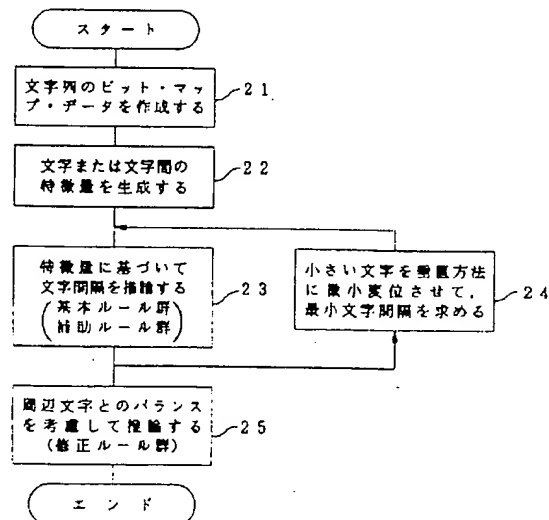 スタート
文字列のビット・マッ
プ・データを作成する
21
文字または文字間の
特徴量を生成する
22
特徴量に基づいて
文字間隔を推論する
(基本ルール群
補助ルール群)
23
小さい文字を垂直方法
に微小変位させて,
最小文字間隔を求める
24
周辺文字とのバランス
を考慮して推論する
(修正ルール群)
25
エンド